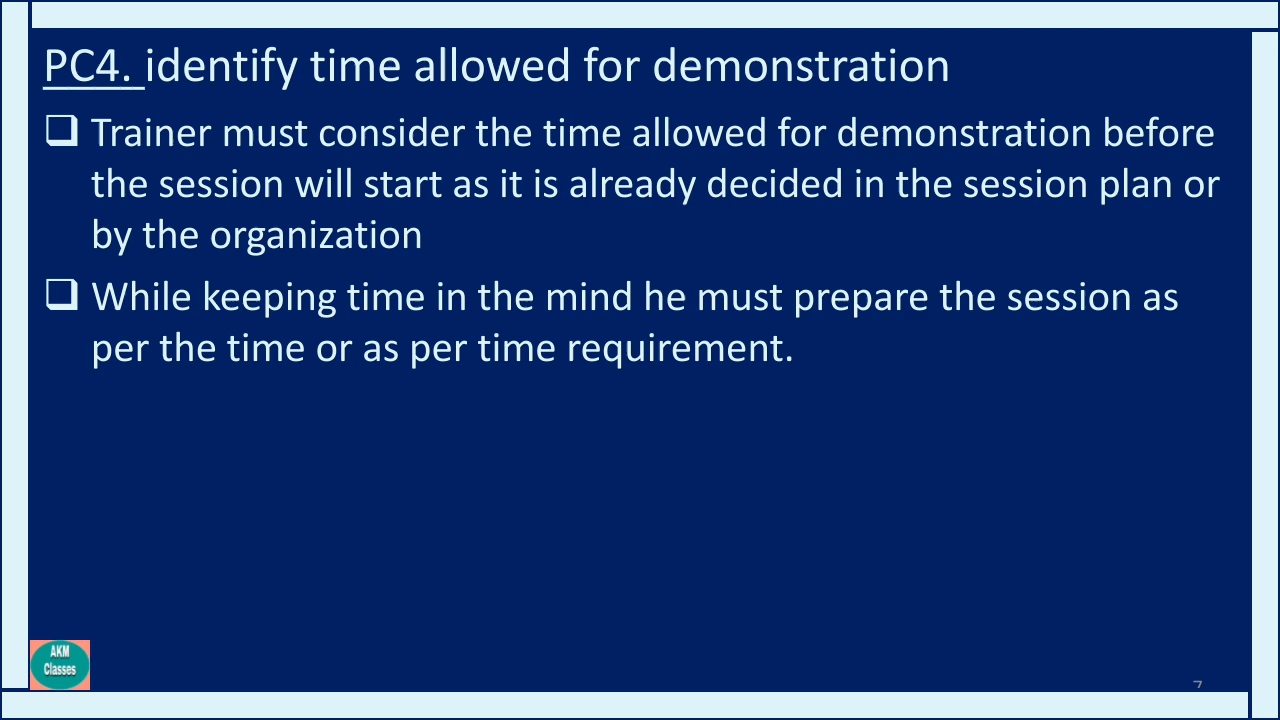 PC4. identify time allowed for demonstration
❑ Trainer must consider the time allowed for demonstration before
the session will start as it is already decided in the session plan or
by the organization
❑ While keeping time in the mind he must prepare the session as
per the time or as per time requirement.
AKM
Classes
7